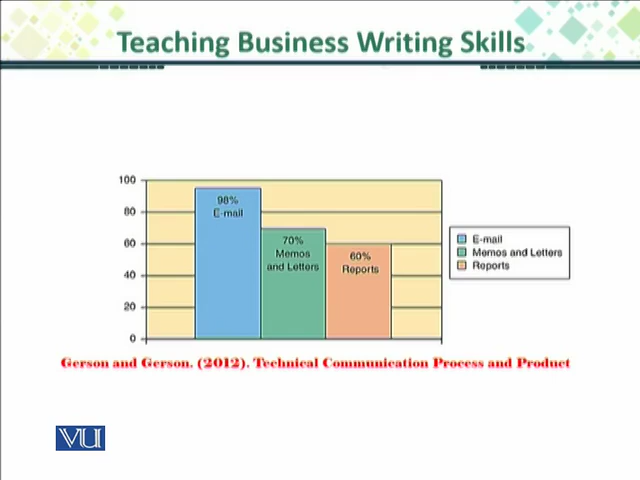 Teaching Business Writing Skills
100
80
60
40
20
0
98%
E-mail
70%
Memos
and Letters
60%
Reports
E-mail
Memos and Letters
Reports
Gerson and Gerson. (2012). Technical Communication Process and Product
VU